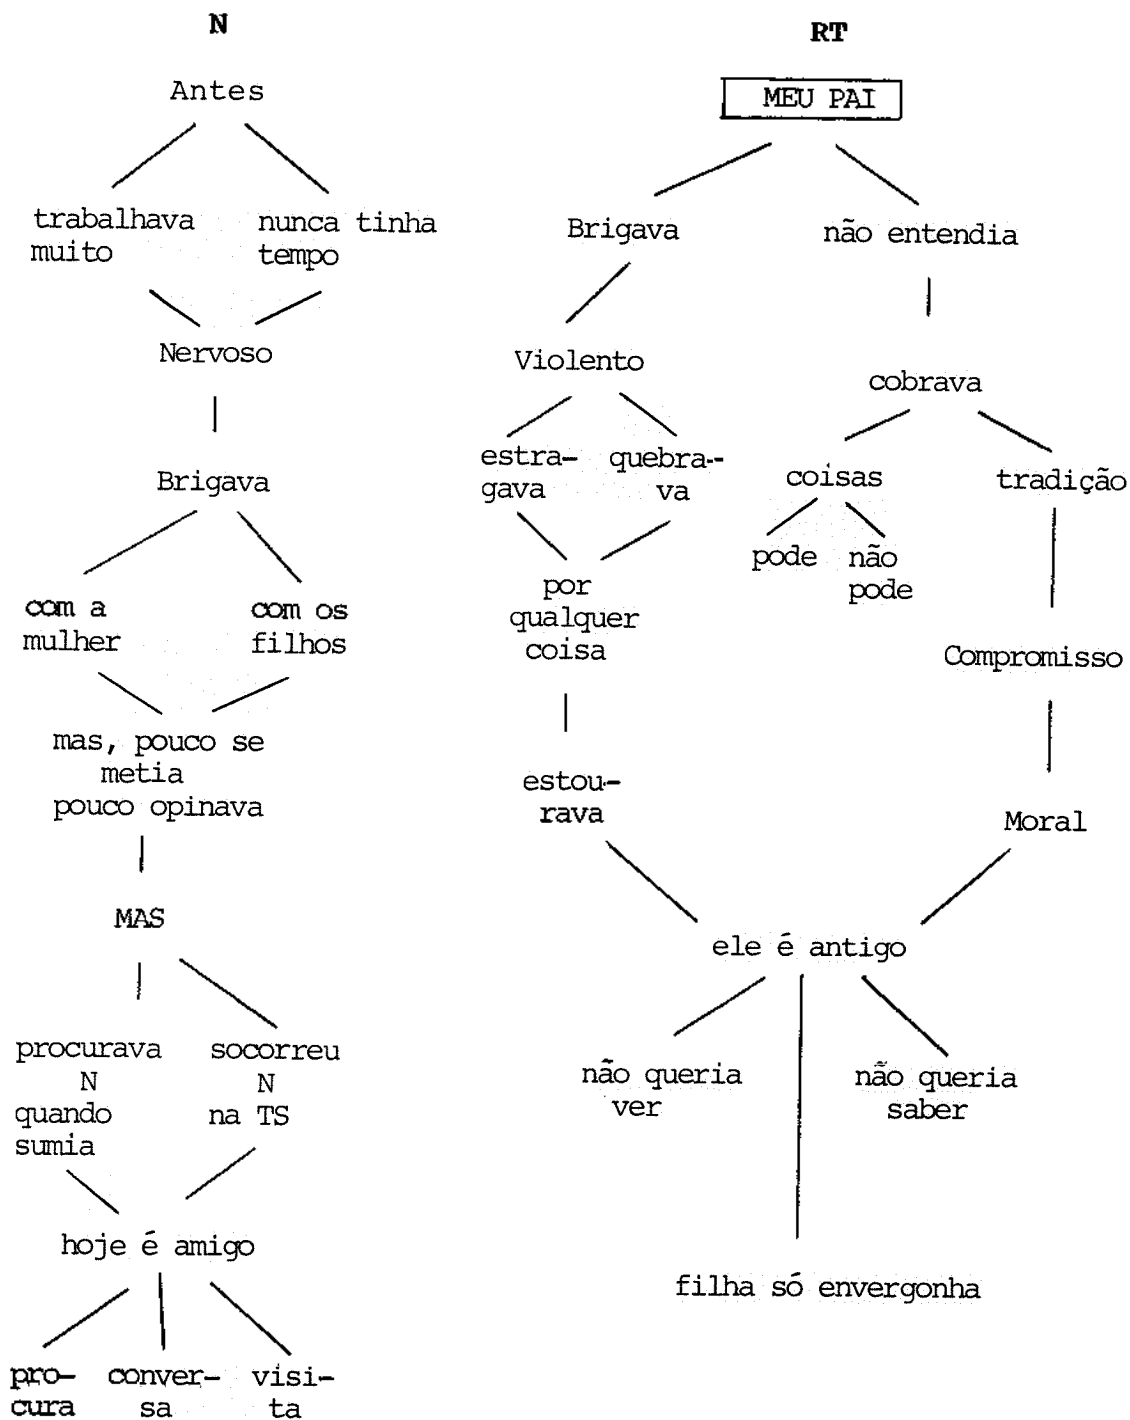 N
Antes
trabalhava
muito
nunca tinha
tempo
Nervoso
Brigava
com a
mulher
com os
filhos
mas, pouco se
metia
pouco opinava
MAS
procurava
N
quando
sumia
socorreu
N
na TS
hoje é amigo
pro-
cura
conver-
sa
visi-
ta
RT
MEU PAI
Brigava
não entendia
Violento
cobrava
estra-
gava
quebra-
va
coisas
tradição
pode
não
pode
por
qualquer
coisa
Compromisso
estou-
rava
Moral
ele é antigo
não queria
ver
não queria
saber
filha só envergonha